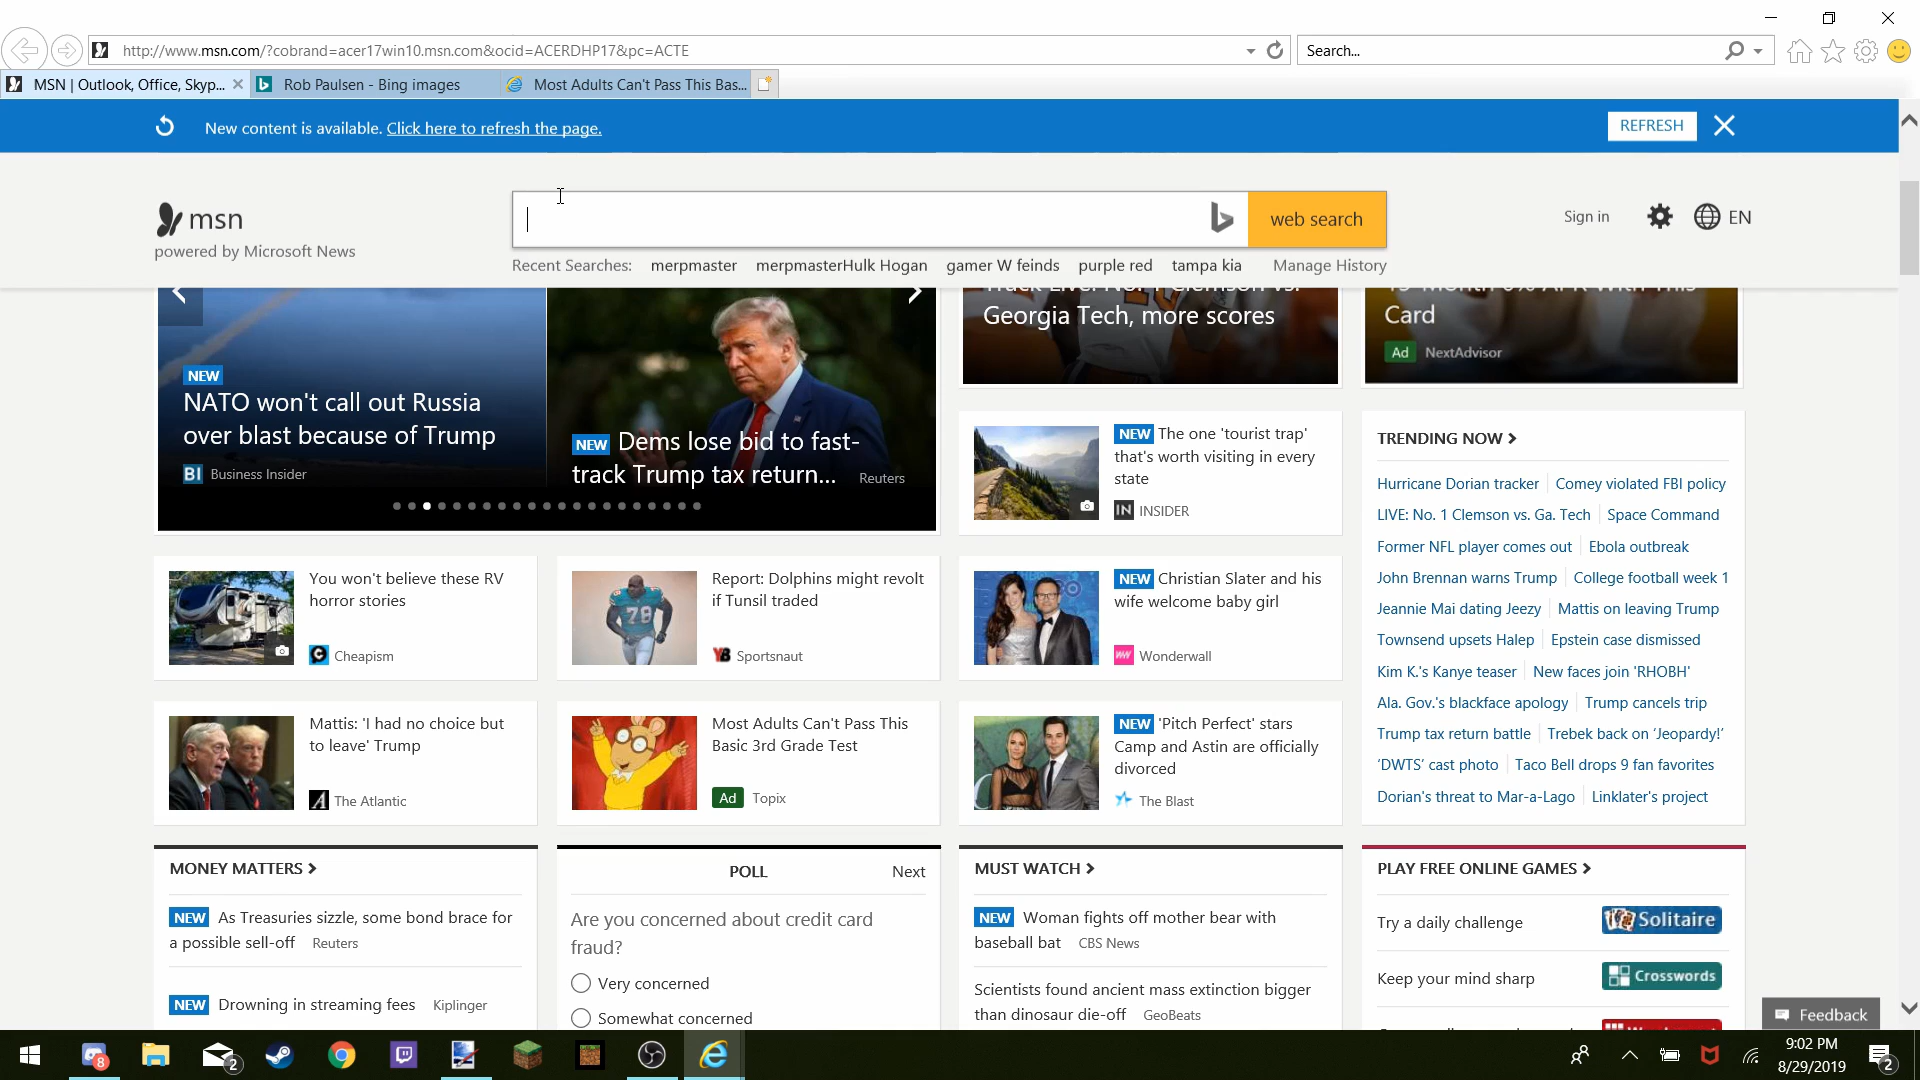 http://www.msn.com/?cobrand=acer17win10.msn.com&ocid=ACERDHP17&pc=ACTE
Search...
MSN | Outlook, Office, Skyp...
Rob Paulsen - Bing images
Most Adults Can't Pass This Bas...
New content is available. Click here to refresh the page.
REFRESH
msn
powered by Microsoft News
web search
Sign in
EN
Recent Searches: merpmaster merpmasterHulk Hogan gamer W feinds purple red tampa kia Manage History
NEW
NATO won't call out Russia
over blast because of Trump
BI Business Insider
NEW Dems lose bid to fast-
track Trump tax return... Reuters
Track Live: No. 1 Clemson vs.
Georgia Tech, more scores
15-Month 0% APR With This
Card
Ad NextAdvisor
NEW The one 'tourist trap'
that's worth visiting in every
state
IN INSIDER
TRENDING NOW
Hurricane Dorian tracker Comey violated FBI policy
LIVE: No. 1 Clemson vs. Ga. Tech Space Command
Former NFL player comes out Ebola outbreak
John Brennan warns Trump College football week 1
Jeannie Mai dating Jeezy Mattis on leaving Trump
Townsend upsets Halep Epstein case dismissed
Kim K.'s Kanye teaser New faces join 'RHOBH'
Ala. Gov.'s blackface apology Trump cancels trip
Trump tax return battle Trebek back on ‘Jeopardy!’
‘DWTS’ cast photo Taco Bell drops 9 fan favorites
Dorian's threat to Mar-a-Lago Linklater's project
You won't believe these RV
horror stories
Cheapism
78
Report: Dolphins might revolt
if Tunsil traded
YB Sportsnaut
NEW Christian Slater and his
wife welcome baby girl
Wonderwall
Mattis: 'I had no choice but
to leave' Trump
A The Atlantic
Most Adults Can't Pass This
Basic 3rd Grade Test
Ad Topix
NEW 'Pitch Perfect' stars
Camp and Astin are officially
divorced
The Blast
MONEY MATTERS
NEW As Treasuries sizzle, some bond brace for
a possible sell-off Reuters
NEW Drowning in streaming fees Kiplinger
POLL Next
Are you concerned about credit card
fraud?
Very concerned
Somewhat concerned
MUST WATCH
NEW Woman fights off mother bear with
baseball bat CBS News
Scientists found ancient mass extinction bigger
than dinosaur die-off GeoBeats
PLAY FREE ONLINE GAMES
Try a daily challenge Solitaire
Keep your mind sharp Crosswords
Feedback
8
2
9:02 PM
8/29/2019
2